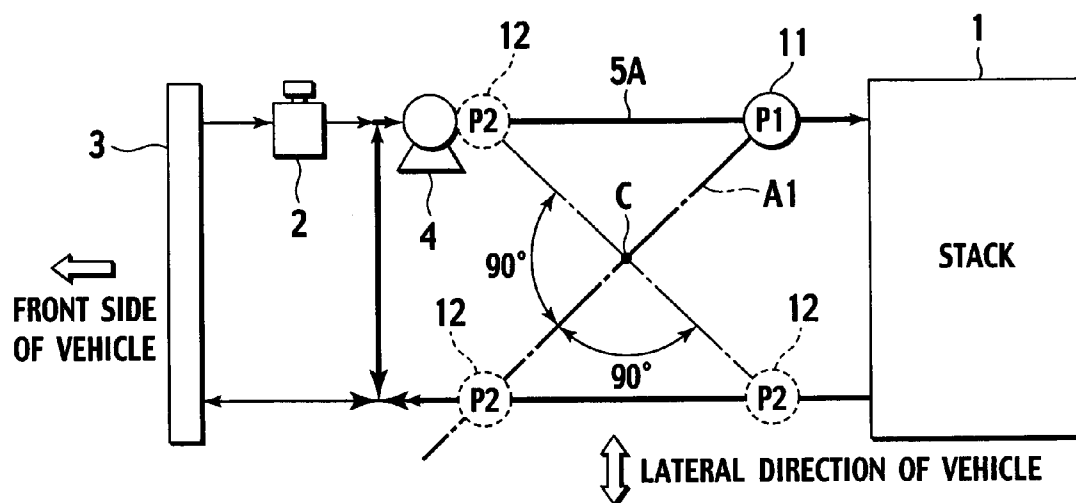 12
5A
11
1
3
P2
P1
2
4
C
A1
90°
STACK
FRONT SIDE
OF VEHICLE
12
12
90°
P2
P2
LATERAL DIRECTION OF VEHICLE